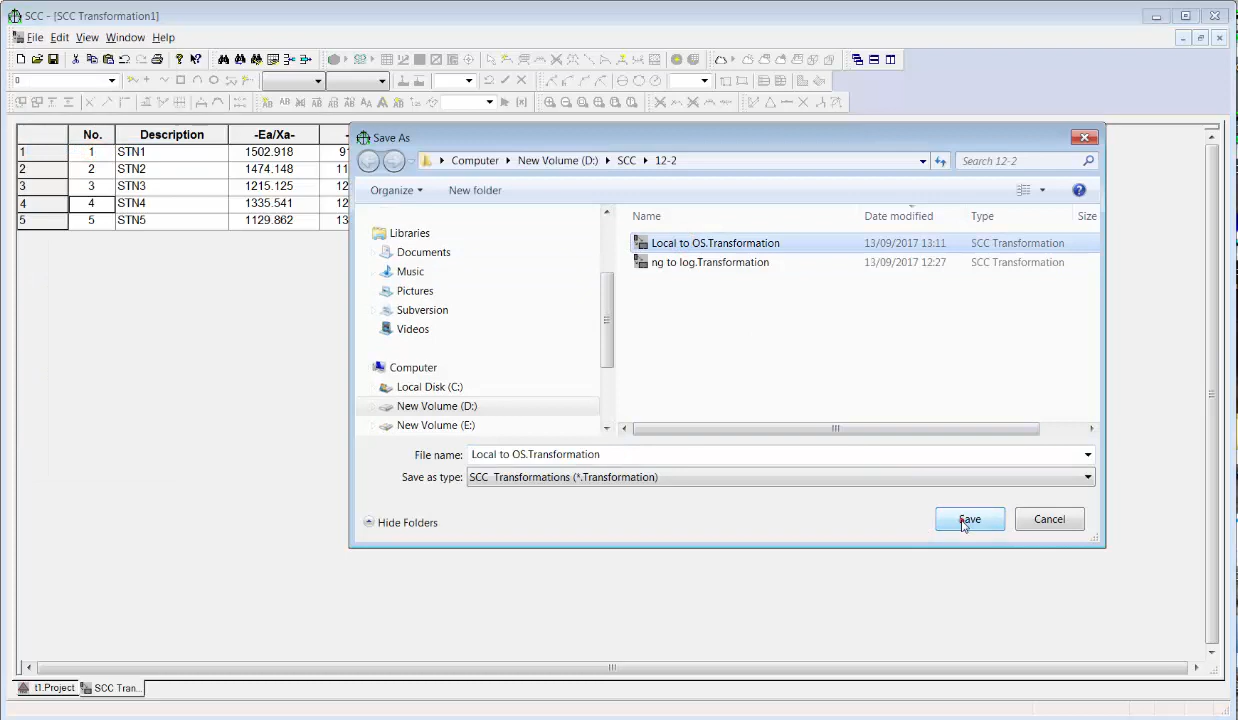 SCC - [SCC Transformation1]
File Edit View Window Help
0
No. Description -Ea/Xa- -
1 1 STN1 1502.918 91
2 2 STN2 1474.148 11
3 3 STN3 1215.125 12
4 4 STN4 1335.541 12
5 5 STN5 1129.862 13
Save As
Computer New Volume (D:) SCC 12-2 Search 12-2
Organize New folder
Name Date modified Type Size
Libraries
Documents
Music
Pictures
Subversion
Videos
Computer
Local Disk (C:)
New Volume (D:)
New Volume (E:)
Local to OS.Transformation 13/09/2017 13:11 SCC Transformation
ng to log.Transformation 13/09/2017 12:27 SCC Transformation
File name: Local to OS.Transformation
Save as type: SCC Transformations (*.Transformation)
Hide Folders Save Cancel
t1.Project SCC Tran...